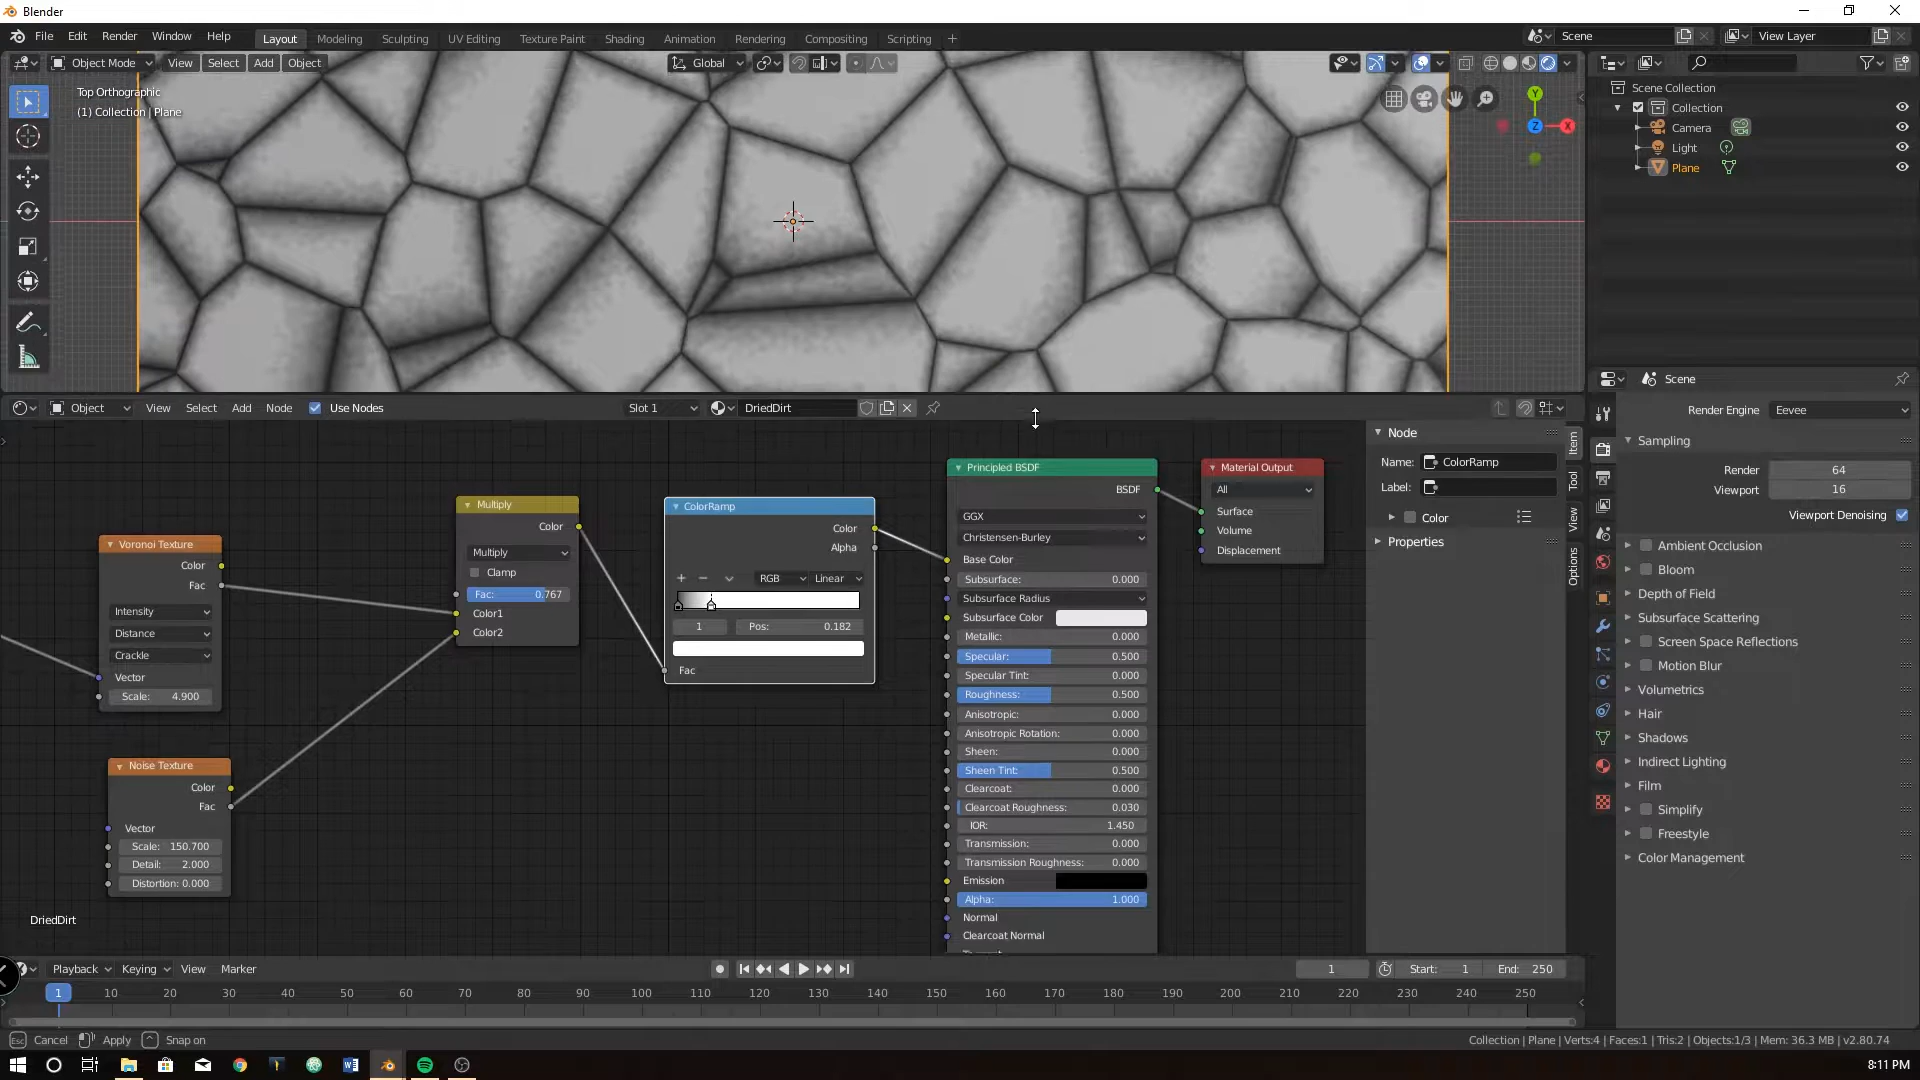 Blender
File Edit Render Window Help
Layout Modeling Sculpting UV Editing Texture Paint Shading Animation Rendering Compositing Scripting
Scene
View Layer
Object Mode View Select Add Object
Global
Top Orthographic
(1) Collection | Plane
Y
Z
X
Scene Collection
Collection
Camera
Light
Plane
Object View Select Add Node Use Nodes
Slot 1
DriedDirt
Voronoi Texture
Color
Fac
Intensity
Distance
Crackle
Vector
Scale: 4.900
Noise Texture
Color
Fac
Vector
Scale: 150.700
Detail: 2.000
Distortion: 0.000
DriedDirt
Multiply
Color
Multiply
Clamp
Fac: 0.767
Color1
Color2
ColorRamp
Color
Alpha
RGB Linear
1 Pos: 0.182
Fac
Principled BSDF
BSDF
GGX
Christensen-Burley
Base Color
Subsurface: 0.000
Subsurface Radius
Subsurface Color
Metallic: 0.000
Specular: 0.500
Specular Tint: 0.000
Roughness: 0.500
Anisotropic: 0.000
Anisotropic Rotation: 0.000
Sheen: 0.000
Sheen Tint: 0.500
Clearcoat: 0.000
Clearcoat Roughness: 0.030
IOR: 1.450
Transmission: 0.000
Transmission Roughness: 0.000
Emission
Alpha: 1.000
Normal
Clearcoat Normal
Material Output
All
Surface
Volume
Displacement
Node
Name: ColorRamp
Label:
Color
Properties
Item
Tool
View
Options
Scene
Render Engine Eevee
Sampling
Render 64
Viewport 16
Viewport Denoising
Ambient Occlusion
Bloom
Depth of Field
Subsurface Scattering
Screen Space Reflections
Motion Blur
Volumetrics
Hair
Shadows
Indirect Lighting
Film
Simplify
Freestyle
Color Management
Playback Keying View Marker
1
Start: 1 End: 250
1 10 20 30 40 50 60 70 80 90 100 110 120 130 140 150 160 170 180 190 200 210 220 230 240 250
Esc Cancel Apply Snap on
Collection | Plane | Verts:4 | Faces:1 | Tris:2 | Objects:1/3 | Mem: 36.3 MB | v2.80.74
8:11 PM